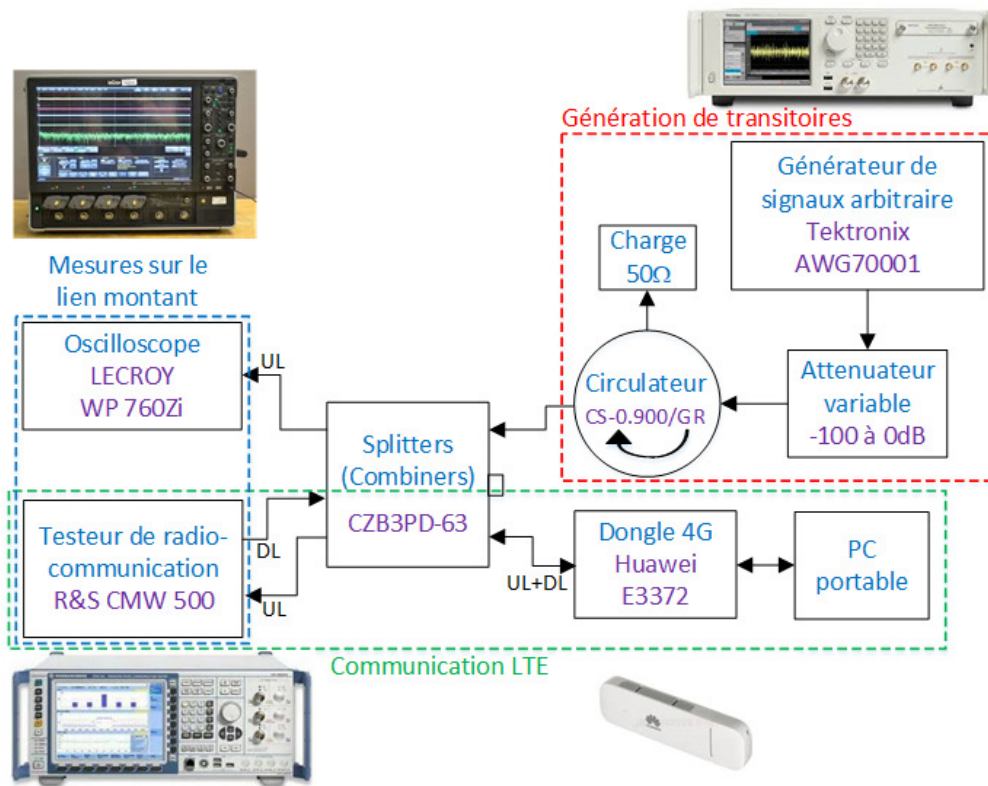 Génération de transitoires
Générateur de
signaux arbitraire
Tektronix
AWG70001
Charge
50Ω
Mesures sur le
lien montant
Oscilloscope
LECROY
WP 760Zi
UL
Circulateur
CS-0.900/GR
Attenuateur
variable
-100 à 0dB
Splitters
(Combiners)
CZB3PD-63
Testeur de radio-
communication
R&S CMW 500
DL
UL
UL+DL
Dongle 4G
Huawei
E3372
PC
portable
Communication LTE